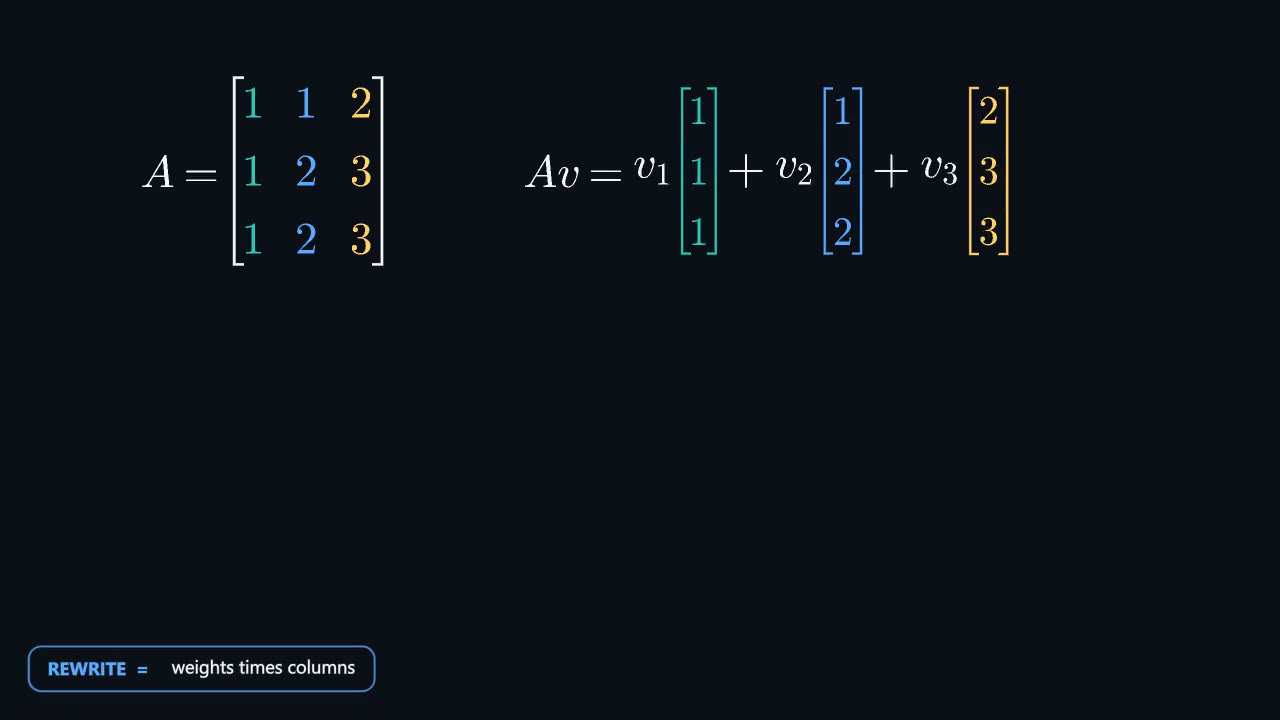 A = [1 1 2
1 2 3
1 2 3]
Av = v₁ [1 1 1] + v₂ [1 2 2] + v₃ [2 3 3]
REWRITE = weights times columns